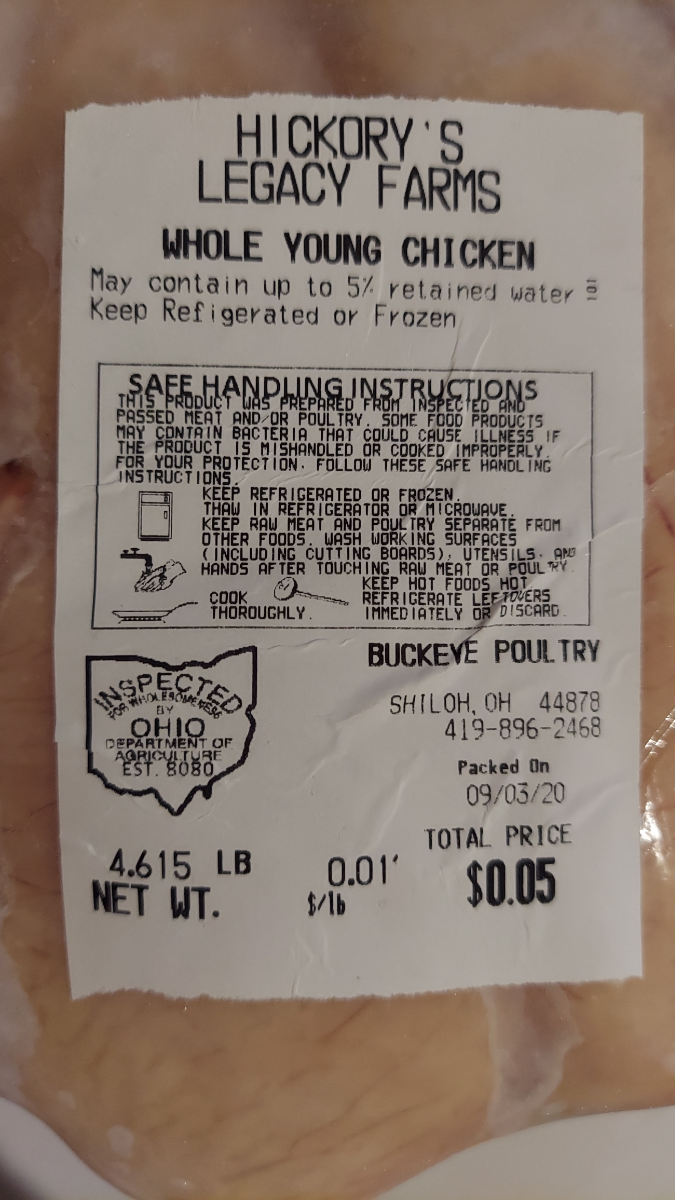 HICKORY'S
LEGACY FARMS
WHOLE YOUNG CHICKEN
May contain up to 5% retained water
Keep Refigerated or Frozen
SAFE HANDLING INSTRUCTIONS
THIS PRODUCT WAS PREPARED FROM INSPECTED AND
PASSED MEAT AND/OR POULTRY. SOME FOOD PRODUCTS
MAY CONTAIN BACTERIA THAT COULD CAUSE ILLNESS IF
THE PRODUCT IS MISHANDLED OR COOKED IMPROPERLY.
FOR YOUR PROTECTION. FOLLOW THESE SAFE HANDLING
INSTRUCTIONS.
KEEP REFRIGERATED OR FROZEN.
THAW IN REFRIGERATOR OR MICROWAVE.
KEEP RAW MEAT AND POULTRY SEPARATE FROM
OTHER FOODS. WASH WORKING SURFACES
(INCLUDING CUTTING BOARDS), UTENSILS. AND
HANDS AFTER TOUCHING RAW MEAT OR POULTRY.
COOK
THOROUGHLY.
KEEP HOT FOODS HOT
REFRIGERATE LEFTOVERS
IMMEDIATELY OR DISCARD.
INSPECTED
FOR WHOLESOMENESS
BY
OHIO
DEPARTMENT OF
AGRICULTURE
EST. 8080
BUCKEYE POULTRY
SHILOH, OH 44878
419-896-2468
Packed On
09/03/20
TOTAL PRICE
4.615 LB 0.01 $0.05
NET WT. $/lb